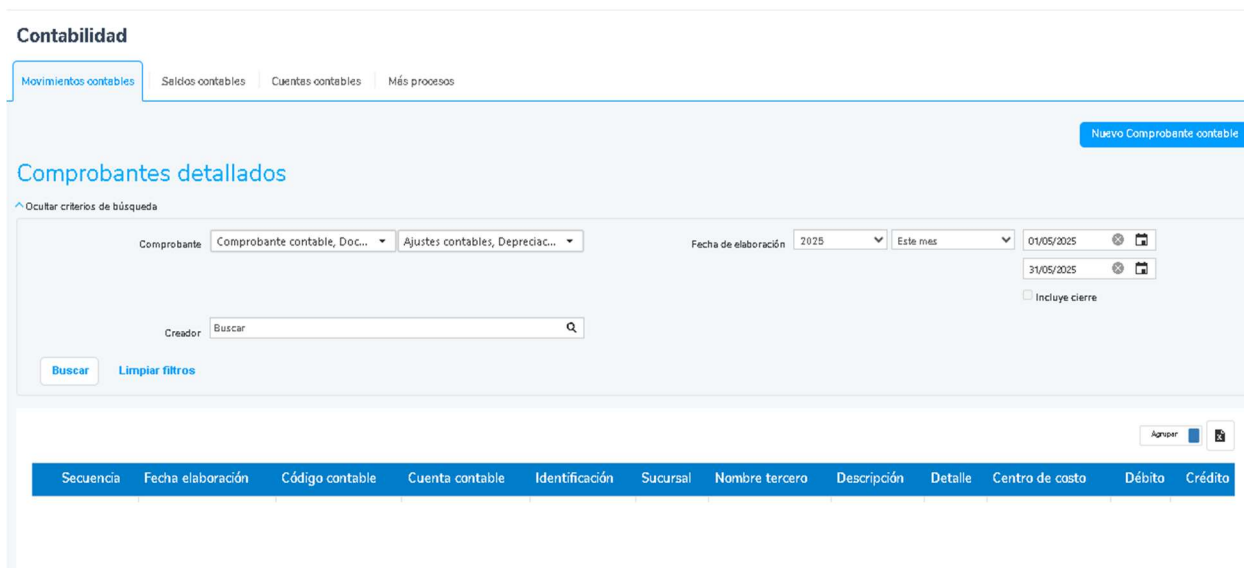 Contabilidad
Movimientos contables Saldos contables Cuentas contables Más procesos
Nuevo Comprobante contable
Comprobantes detallados
Ocultar criterios de búsqueda
Comprobante Comprobante contable, Doc... Ajustes contables, Depreciac... Fecha de elaboración 2025 Este mes 01/05/2025
31/05/2025
Incluye cierre
Creador Buscar
Buscar Limpiar filtros
Agrupar
Secuencia Fecha elaboración Código contable Cuenta contable Identificación Sucursal Nombre tercero Descripción Detalle Centro de costo Débito Crédito